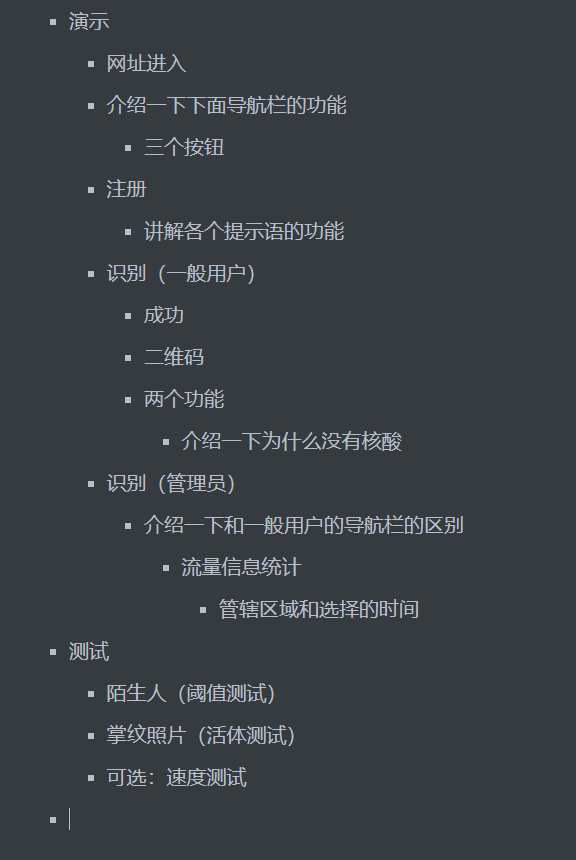 演示
网址进入
介绍一下下面导航栏的功能
三个按钮
注册
讲解各个提示语的功能
识别（一般用户）
成功
二维码
两个功能
介绍一下为什么没有核酸
识别（管理员）
介绍一下和一般用户的导航栏的区别
流量信息统计
管辖区域和选择的时间
测试
陌生人（阈值测试）
掌纹照片（活体测试）
可选：速度测试